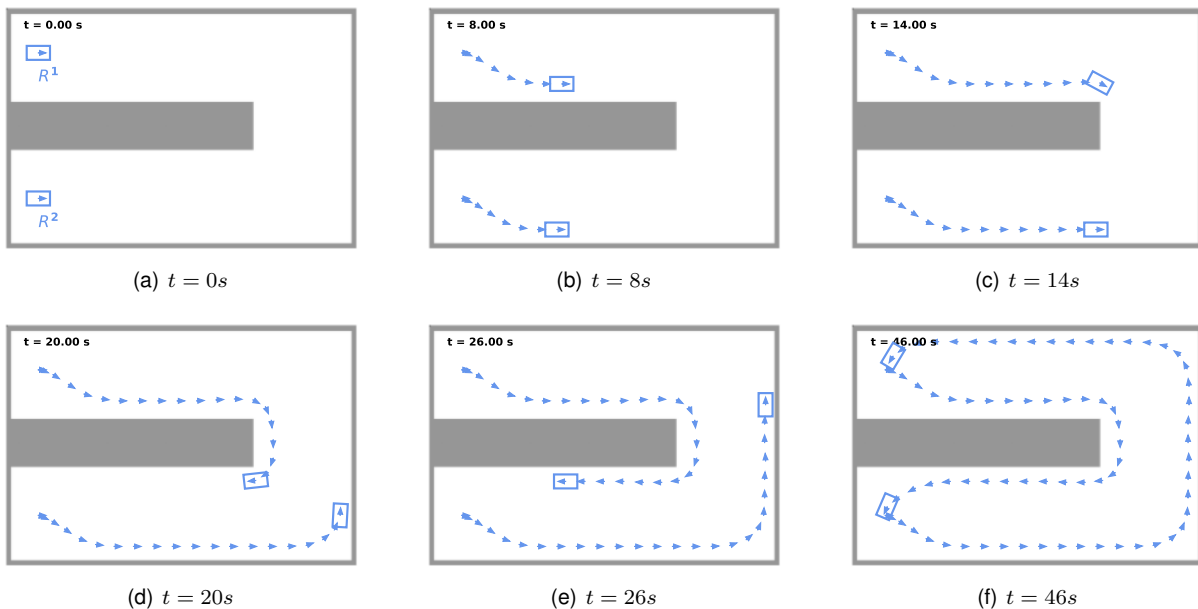 t = 0.00 s
R¹
R²
(a) t = 0s
t = 8.00 s
(b) t = 8s
t = 14.00 s
(c) t = 14s
t = 20.00 s
(d) t = 20s
t = 26.00 s
(e) t = 26s
t = 46.00 s
(f) t = 46s